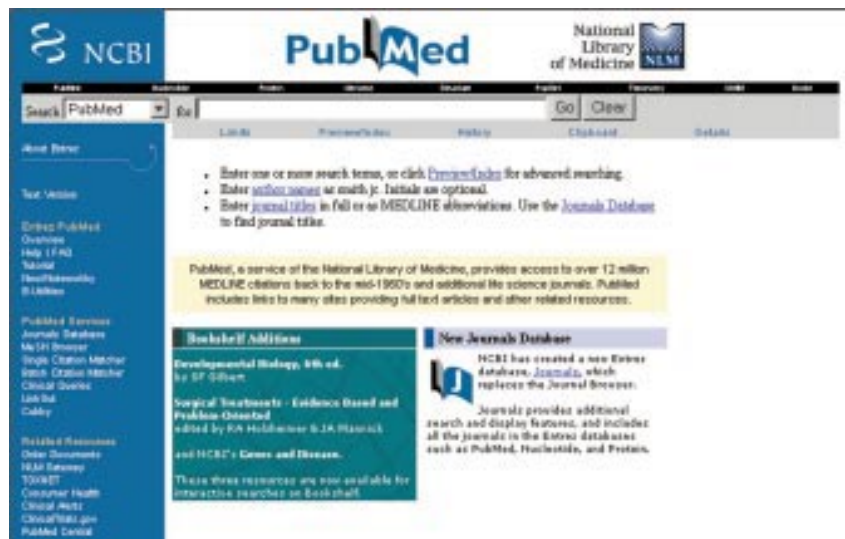 NCBI
PubMed
National
Library
of Medicine
NLM
PubMed Nucleotide Protein Genome Structure PopSet Taxonomy OMIM Books
Search PubMed for Go Clear
Limits Preview/Index History Clipboard Details
About Entrez
Text Version
Entrez PubMed
Overview
Help | FAQ
Tutorial
New/Noteworthy
E-Utilities
PubMed Services
Journals Database
MeSH Browser
Single Citation Matcher
Batch Citation Matcher
Clinical Queries
LinkOut
Cubby
Related Resources
Order Documents
NLM Gateway
TOXNET
Consumer Health
Clinical Alerts
ClinicalTrials.gov
PubMed Central
• Enter one or more search terms, or click Preview/Index for advanced searching.
• Enter author names as smith jc. Initials are optional.
• Enter journal titles in full or as MEDLINE abbreviations. Use the Journals Database
to find journal titles.
PubMed, a service of the National Library of Medicine, provides access to over 12 million
MEDLINE citations back to the mid-1960's and additional life science journals. PubMed
includes links to many sites providing full text articles and other related resources.
Bookshelf Additions
Developmental Biology, 6th ed.
by SF Gilbert
Surgical Treatments - Evidence Based and
Problem-Oriented
edited by RA Holzheimer & JA Mannick
and NCBI's Genes and Disease.
These three resources are now available for
interactive searches on Bookshelf.
New Journals Database
J
NCBI has created a new Entrez
database, Journals, which
replaces the Journal Browser.
Journals provides additional
search and display features, and includes
all the journals in the Entrez databases
such as PubMed, Nucleotide, and Protein.